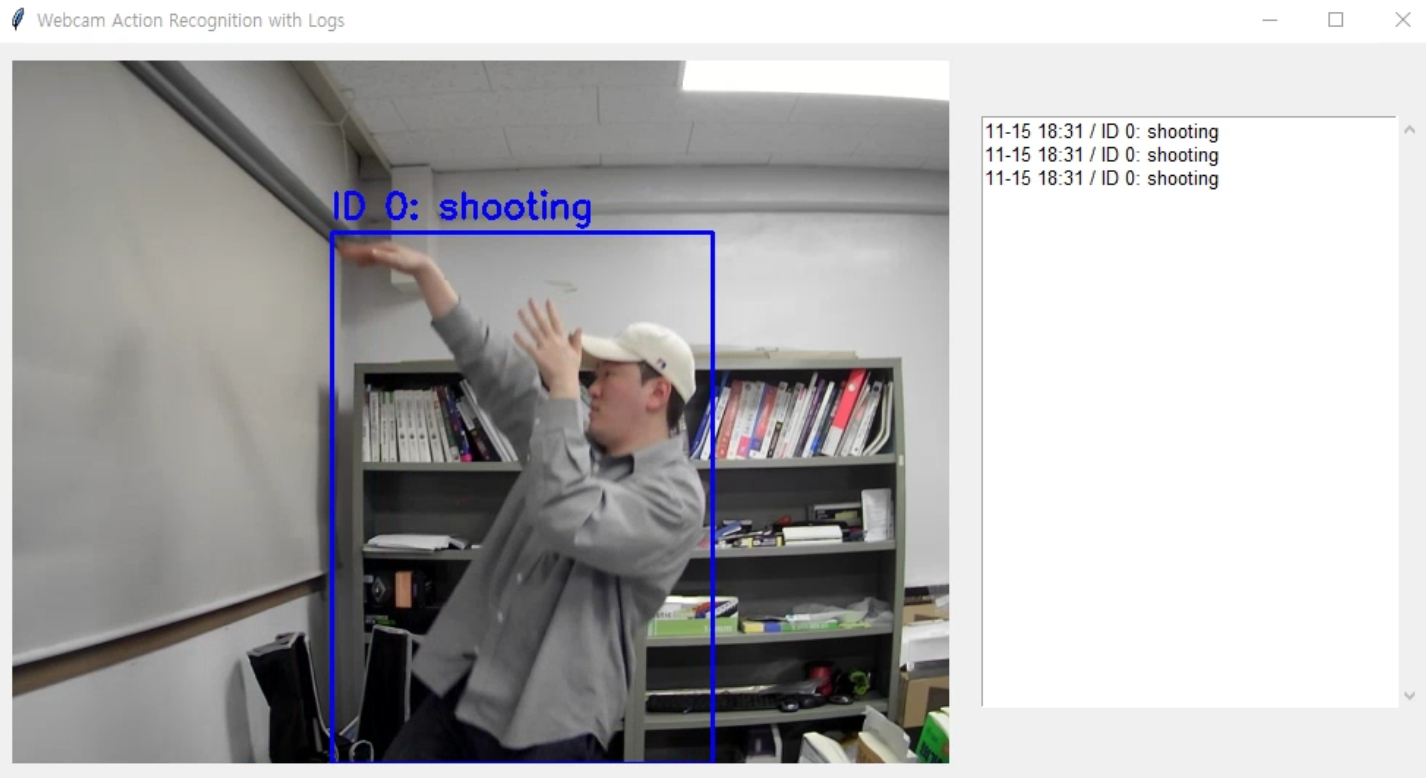 Webcam Action Recognition with Logs
ID 0: shooting
11-15 18:31 / ID 0: shooting
11-15 18:31 / ID 0: shooting
11-15 18:31 / ID 0: shooting